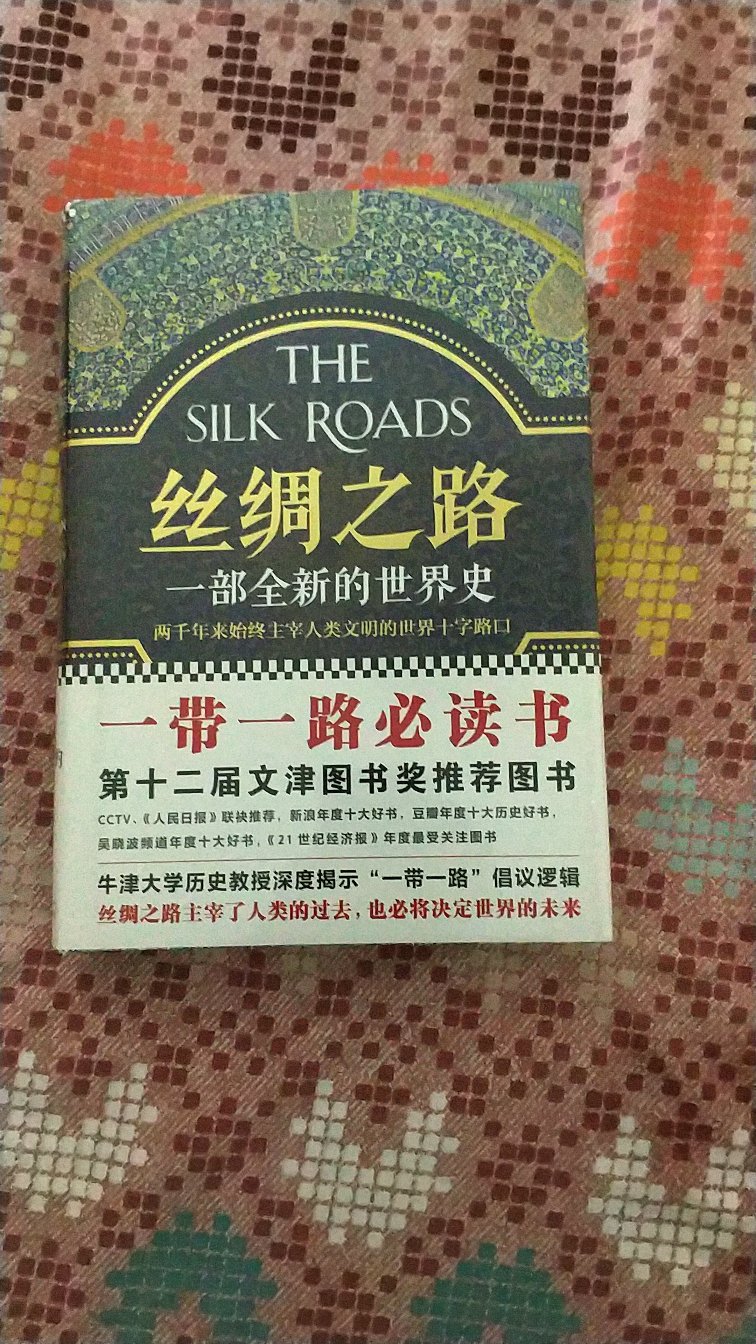 THE
SILK ROADS
丝绸之路
一部全新的世界史
两千年来始终主宰人类文明的世界十字路口
一带一路必读书
第十二届文津图书奖推荐图书
CCTV、《人民日报》联袂推荐，新浪年度十大好书，豆瓣年度十大历史好书，
吴晓波频道年度十大好书，《21世纪经济报》年度最受关注图书
牛津大学历史教授深度揭示“一带一路”倡议逻辑
丝绸之路主宰了人类的过去，也必将决定世界的未来